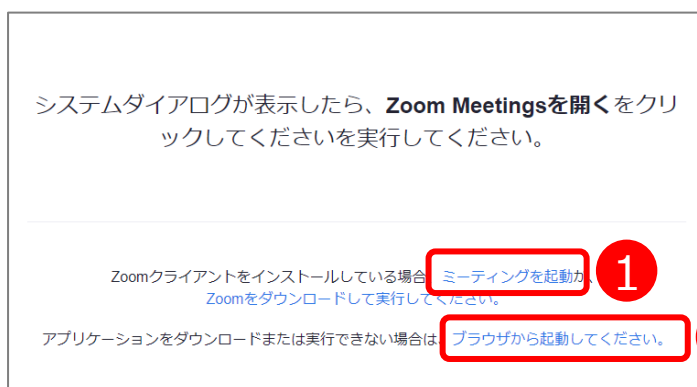 システムダイアログが表示したら、Zoom Meetingsを開くをクリ
ックしてくださいを実行してください。
Zoomクライアントをインストールしている場合 ミーティングを起動か、
1
Zoomをダウンロードして実行してください。
アプリケーションをダウンロードまたは実行できない場合は、ブラウザから起動してください。